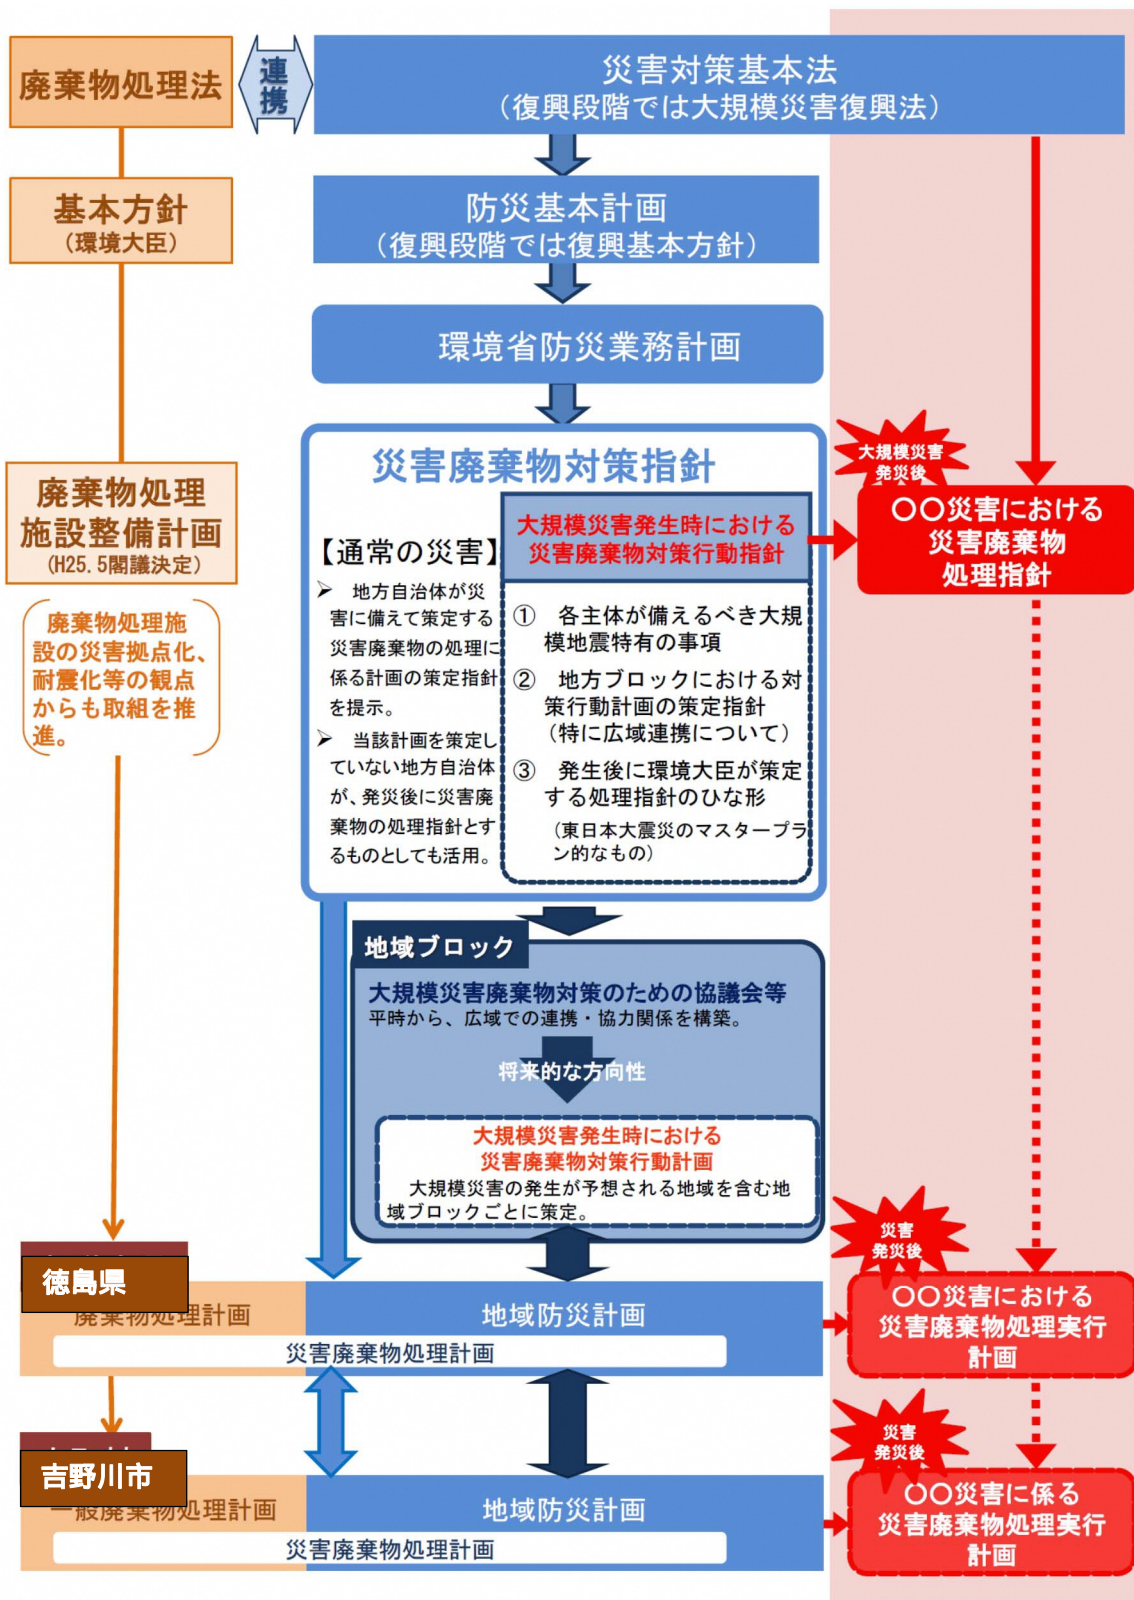 廃棄物処理法
連携
災害対策基本法
（復興段階では大規模災害復興法）
基本方針
（環境大臣）
防災基本計画
（復興段階では復興基本方針）
環境省防災業務計画
廃棄物処理
施設整備計画
（H25.5閣議決定）
廃棄物処理施
設の災害拠点化、
耐震化等の観点
からも取組を推
進。
災害廃棄物対策指針
【通常の災害】
➢ 地方自治体が災
害に備えて策定する
災害廃棄物の処理に
係る計画の策定指針
を提示。
➢ 当該計画を策定し
ていない地方自治体
が、発災後に災害廃
棄物の処理指針とす
るものとしても活用。
大規模災害発生時における
災害廃棄物対策行動指針
① 各主体が備えるべき大規
模地震特有の事項
② 地方ブロックにおける対
策行動計画の策定指針
（特に広域連携について）
③ 発生後に環境大臣が策定
する処理指針のひな形
（東日本大震災のマスタープラ
ン的なもの）
大規模災害
発災後
〇〇災害における
災害廃棄物
処理指針
地域ブロック
大規模災害廃棄物対策のための協議会等
平時から、広域での連携・協力関係を構築。
将来的な方向性
大規模災害発生時における
災害廃棄物対策行動計画
大規模災害の発生が予想される地域を含む地
域ブロックごとに策定。
徳島県
廃棄物処理計画
地域防災計画
災害廃棄物処理計画
災害
発災後
〇〇災害における
災害廃棄物処理実行
計画
吉野川市
一般廃棄物処理計画
地域防災計画
災害廃棄物処理計画
災害
発災後
〇〇災害に係る
災害廃棄物処理実行
計画